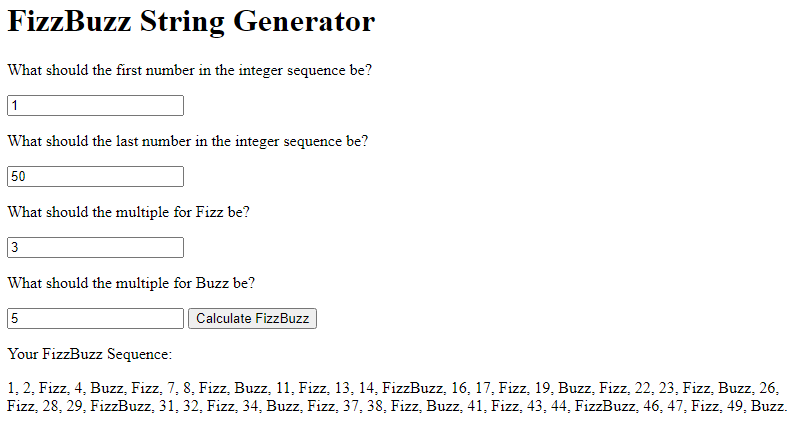 FizzBuzz String Generator
What should the first number in the integer sequence be?
1
What should the last number in the integer sequence be?
50
What should the multiple for Fizz be?
3
What should the multiple for Buzz be?
5 Calculate FizzBuzz
Your FizzBuzz Sequence:
1, 2, Fizz, 4, Buzz, Fizz, 7, 8, Fizz, Buzz, 11, Fizz, 13, 14, FizzBuzz, 16, 17, Fizz, 19, Buzz, Fizz, 22, 23, Fizz, Buzz, 26,
Fizz, 28, 29, FizzBuzz, 31, 32, Fizz, 34, Buzz, Fizz, 37, 38, Fizz, Buzz, 41, Fizz, 43, 44, FizzBuzz, 46, 47, Fizz, 49, Buzz.